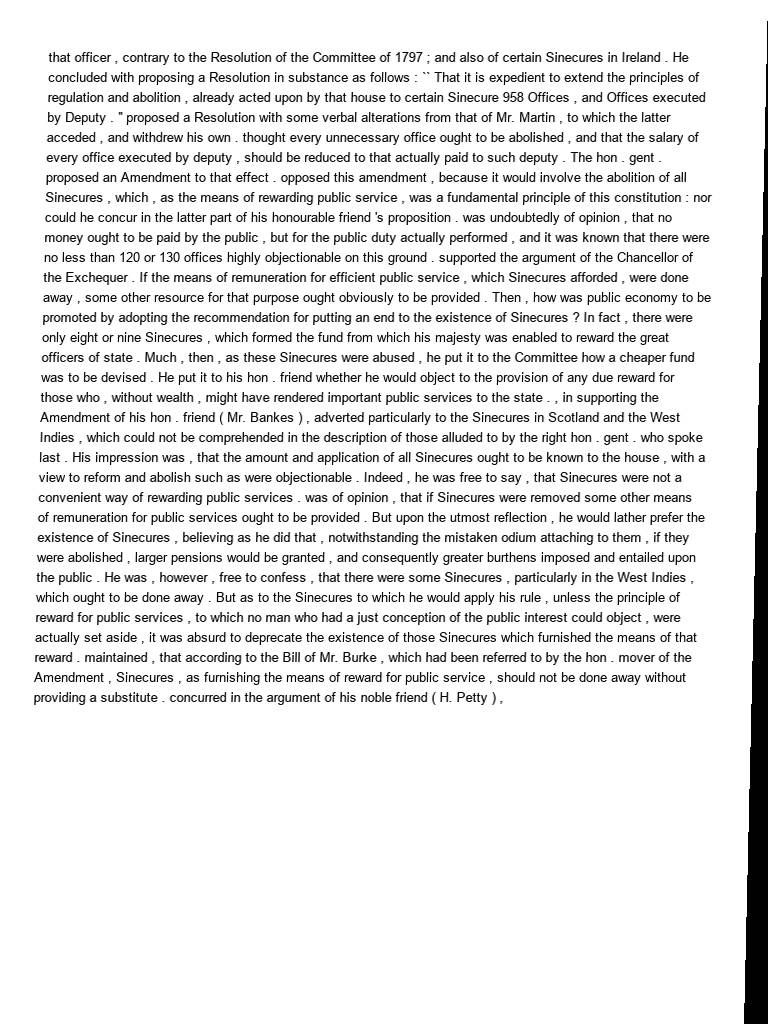 that officer , contrary to the Resolution of the Committee of 1797 ; and also of certain Sinecures in Ireland . He
concluded with proposing a Resolution in substance as follows : `` That it is expedient to extend the principles of
regulation and abolition , already acted upon by that house to certain Sinecure 958 Offices , and Offices executed
by Deputy . " proposed a Resolution with some verbal alterations from that of Mr. Martin , to which the latter
acceded , and withdrew his own . thought every unnecessary office ought to be abolished , and that the salary of
every office executed by deputy , should be reduced to that actually paid to such deputy . The hon . gent .
proposed an Amendment to that effect . opposed this amendment , because it would involve the abolition of all
Sinecures , which , as the means of rewarding public service , was a fundamental principle of this constitution : nor
could he concur in the latter part of his honourable friend 's proposition . was undoubtedly of opinion , that no
money ought to be paid by the public , but for the public duty actually performed , and it was known that there were
no less than 120 or 130 offices highly objectionable on this ground . supported the argument of the Chancellor of
the Exchequer . If the means of remuneration for efficient public service , which Sinecures afforded , were done
away , some other resource for that purpose ought obviously to be provided . Then , how was public economy to be
promoted by adopting the recommendation for putting an end to the existence of Sinecures ? In fact , there were
only eight or nine Sinecures , which formed the fund from which his majesty was enabled to reward the great
officers of state . Much , then , as these Sinecures were abused , he put it to the Committee how a cheaper fund
was to be devised . He put it to his hon . friend whether he would object to the provision of any due reward for
those who , without wealth , might have rendered important public services to the state . , in supporting the
Amendment of his hon . friend ( Mr. Bankes ) , adverted particularly to the Sinecures in Scotland and the West
Indies , which could not be comprehended in the description of those alluded to by the right hon . gent . who spoke
last . His impression was , that the amount and application of all Sinecures ought to be known to the house , with a
view to reform and abolish such as were objectionable . Indeed , he was free to say , that Sinecures were not a
convenient way of rewarding public services . was of opinion , that if Sinecures were removed some other means
of remuneration for public services ought to be provided . But upon the utmost reflection , he would lather prefer the
existence of Sinecures , believing as he did that , notwithstanding the mistaken odium attaching to them , if they
were abolished , larger pensions would be granted , and consequently greater burthens imposed and entailed upon
the public . He was , however , free to confess , that there were some Sinecures , particularly in the West Indies ,
which ought to be done away . But as to the Sinecures to which he would apply his rule , unless the principle of
reward for public services , to which no man who had a just conception of the public interest could object , were
actually set aside , it was absurd to deprecate the existence of those Sinecures which furnished the means of that
reward . maintained , that according to the Bill of Mr. Burke , which had been referred to by the hon . mover of the
Amendment , Sinecures , as furnishing the means of reward for public service , should not be done away without
providing a substitute . concurred in the argument of his noble friend ( H. Petty ) ,